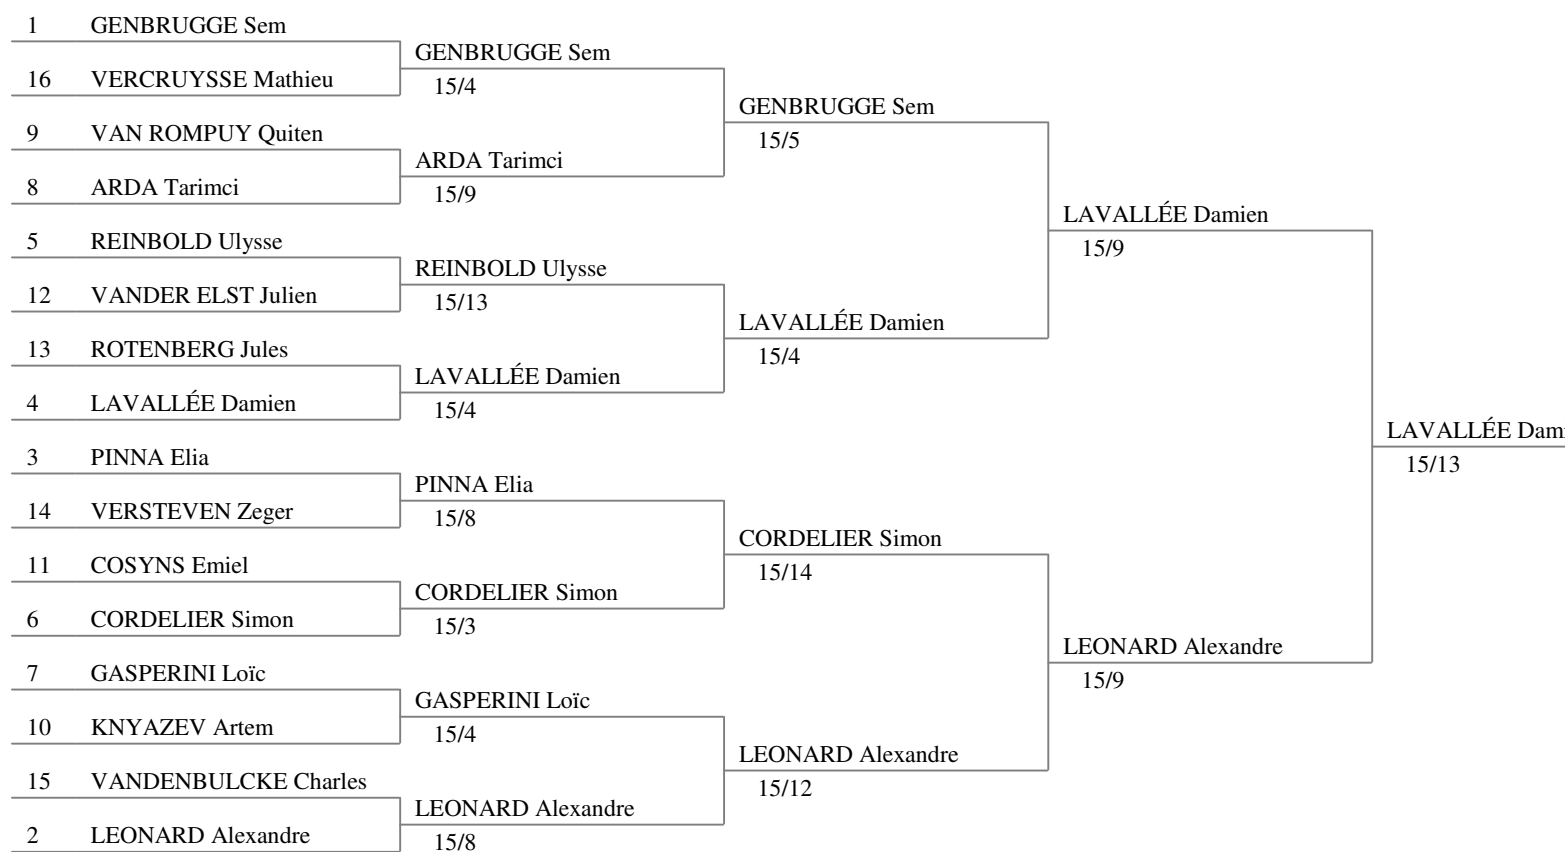 1 GENBRUGGE Sem
16 VERCRUYSSE Mathieu
9 VAN ROMPUY Quiten
8 ARDA Tarimci
5 REINBOLD Ulysse
12 VANDER ELST Julien
13 ROTENBERG Jules
4 LAVALLÉE Damien
3 PINNA Elia
14 VERSTEVEN Zeger
11 COSYNS Emiel
6 CORDELIER Simon
7 GASPERINI Loïc
10 KNYAZEV Artem
15 VANDENBULCKE Charles
2 LEONARD Alexandre
GENBRUGGE Sem
15/4
ARDA Tarimci
15/9
REINBOLD Ulysse
15/13
LAVALLÉE Damien
15/4
PINNA Elia
15/8
CORDELIER Simon
15/3
GASPERINI Loïc
15/4
LEONARD Alexandre
15/8
GENBRUGGE Sem
15/5
LAVALLÉE Damien
15/4
CORDELIER Simon
15/14
LEONARD Alexandre
15/12
LAVALLÉE Damien
15/9
LEONARD Alexandre
15/9
LAVALLÉE Dami
15/13